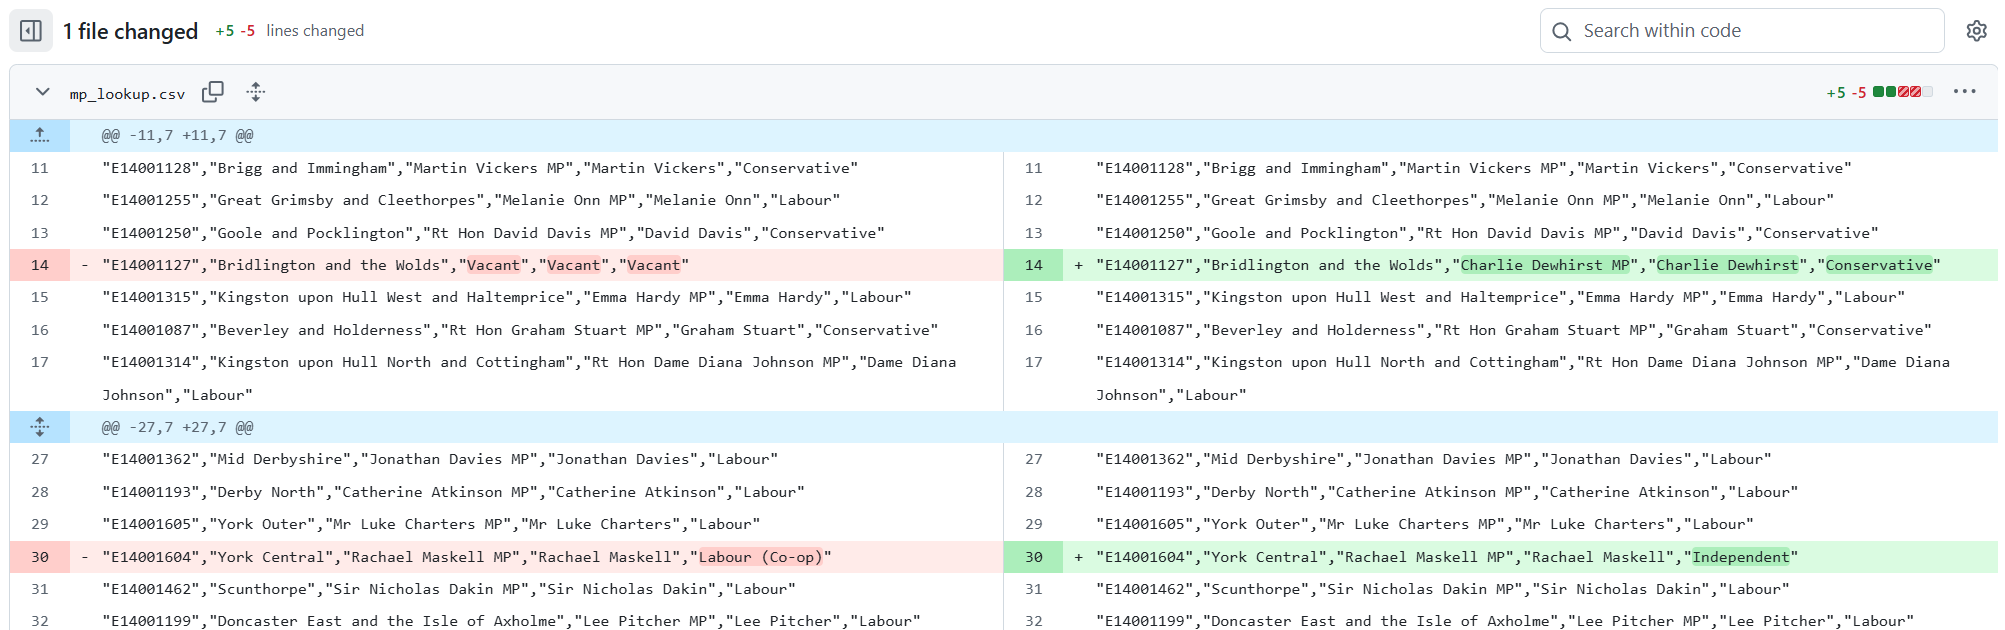 1 file changed +5 -5 lines changed
Search within code
mp_lookup.csv
+5 -5
@@ -11,7 +11,7 @@
11 "E14001128","Brigg and Immingham","Martin Vickers MP","Martin Vickers","Conservative"
12 "E14001255","Great Grimsby and Cleethorpes","Melanie Onn MP","Melanie Onn","Labour"
13 "E14001250","Goole and Pocklington","Rt Hon David Davis MP","David Davis","Conservative"
14 - "E14001127","Bridlington and the Wolds","Vacant","Vacant","Vacant"
15 "E14001315","Kingston upon Hull West and Haltemprice","Emma Hardy MP","Emma Hardy","Labour"
16 "E14001087","Beverley and Holderness","Rt Hon Graham Stuart MP","Graham Stuart","Conservative"
17 "E14001314","Kingston upon Hull North and Cottingham","Rt Hon Dame Diana Johnson MP","Dame Diana
Johnson","Labour"
11 "E14001128","Brigg and Immingham","Martin Vickers MP","Martin Vickers","Conservative"
12 "E14001255","Great Grimsby and Cleethorpes","Melanie Onn MP","Melanie Onn","Labour"
13 "E14001250","Goole and Pocklington","Rt Hon David Davis MP","David Davis","Conservative"
14 + "E14001127","Bridlington and the Wolds","Charlie Dewhirst MP","Charlie Dewhirst","Conservative"
15 "E14001315","Kingston upon Hull West and Haltemprice","Emma Hardy MP","Emma Hardy","Labour"
16 "E14001087","Beverley and Holderness","Rt Hon Graham Stuart MP","Graham Stuart","Conservative"
17 "E14001314","Kingston upon Hull North and Cottingham","Rt Hon Dame Diana Johnson MP","Dame Diana
Johnson","Labour"
@@ -27,7 +27,7 @@
27 "E14001362","Mid Derbyshire","Jonathan Davies MP","Jonathan Davies","Labour"
28 "E14001193","Derby North","Catherine Atkinson MP","Catherine Atkinson","Labour"
29 "E14001605","York Outer","Mr Luke Charters MP","Mr Luke Charters","Labour"
30 - "E14001604","York Central","Rachael Maskell MP","Rachael Maskell","Labour (Co-op)"
31 "E14001462","Scunthorpe","Sir Nicholas Dakin MP","Sir Nicholas Dakin","Labour"
32 "E14001199","Doncaster East and the Isle of Axholme","Lee Pitcher MP","Lee Pitcher","Labour"
27 "E14001362","Mid Derbyshire","Jonathan Davies MP","Jonathan Davies","Labour"
28 "E14001193","Derby North","Catherine Atkinson MP","Catherine Atkinson","Labour"
29 "E14001605","York Outer","Mr Luke Charters MP","Mr Luke Charters","Labour"
30 + "E14001604","York Central","Rachael Maskell MP","Rachael Maskell","Independent"
31 "E14001462","Scunthorpe","Sir Nicholas Dakin MP","Sir Nicholas Dakin","Labour"
32 "E14001199","Doncaster East and the Isle of Axholme","Lee Pitcher MP","Lee Pitcher","Labour"